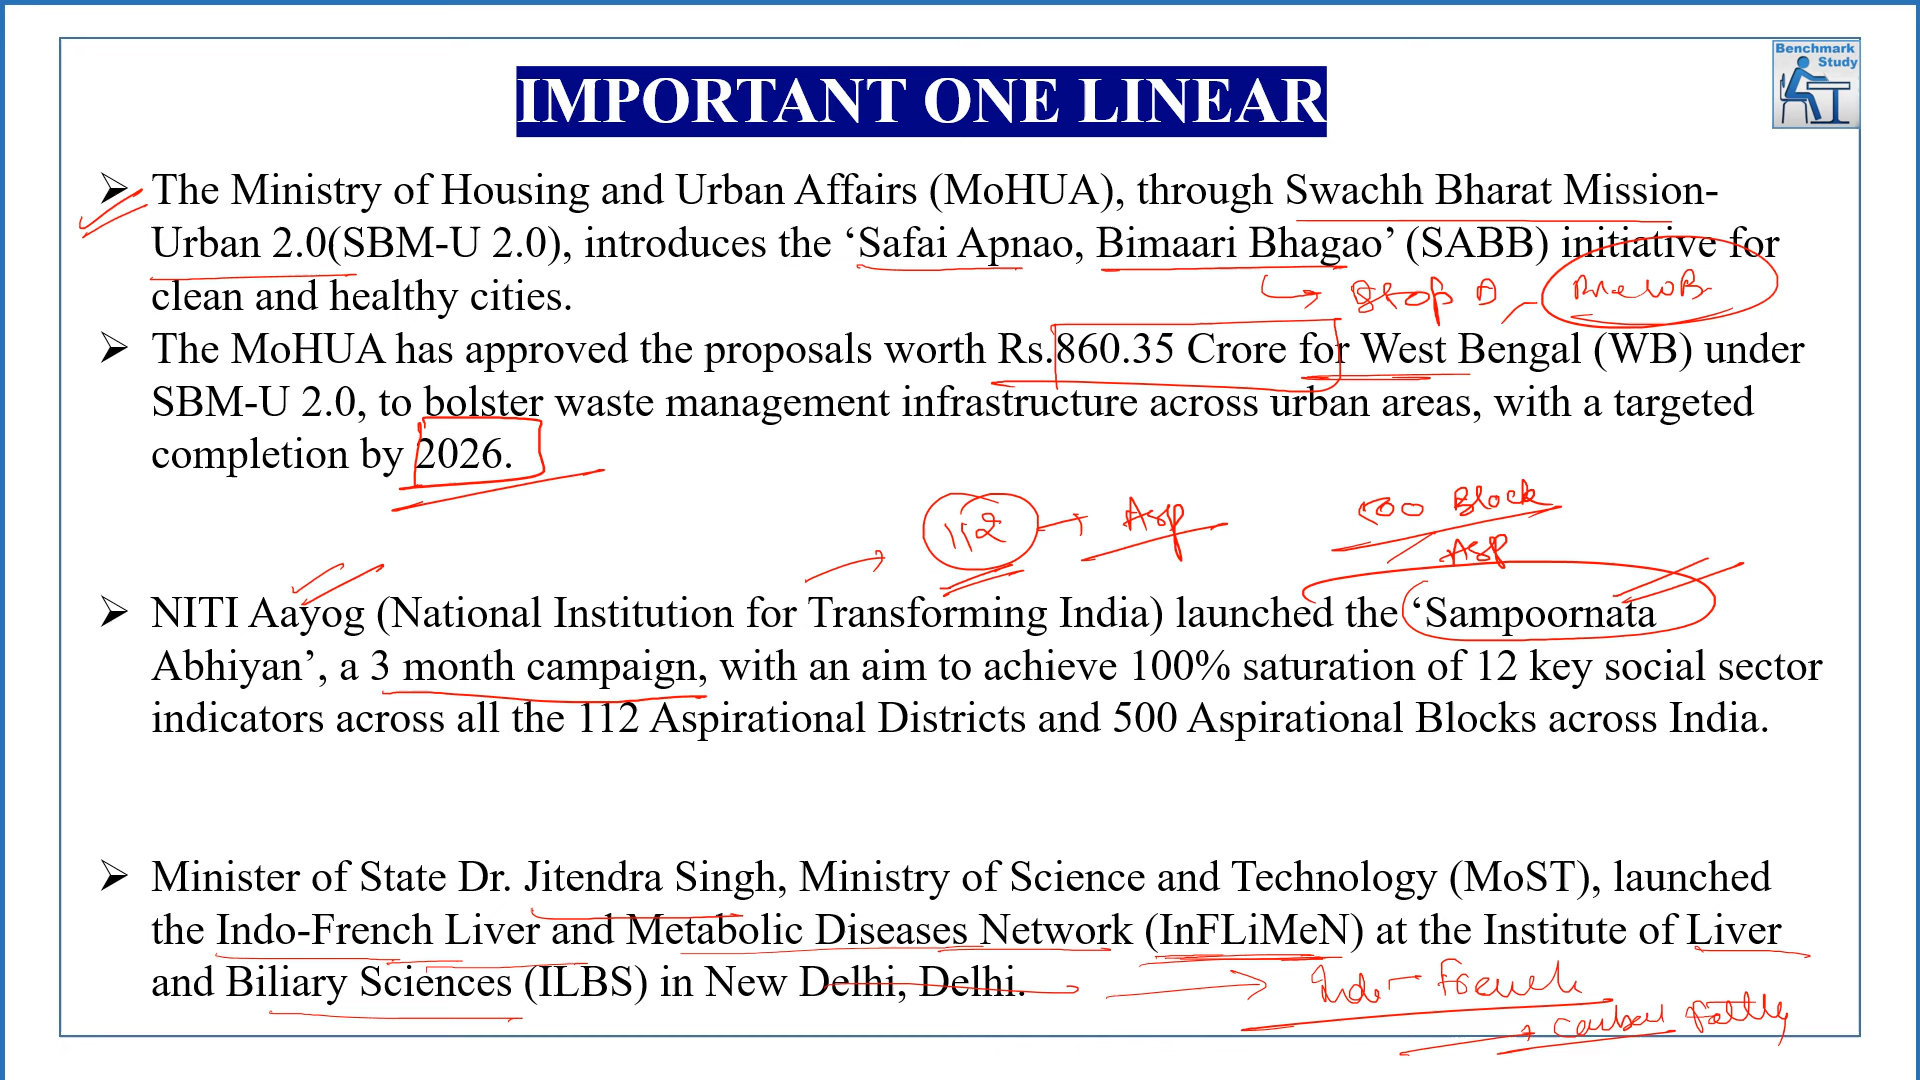 Benchmark
Study
IMPORTANT ONE LINEAR
➢ The Ministry of Housing and Urban Affairs (MoHUA), through Swachh Bharat Mission-
Urban 2.0(SBM-U 2.0), introduces the ‘Safai Apnao, Bimaari Bhagao’ (SABB) initiative for
clean and healthy cities.
Stop D
➢ The MoHUA has approved the proposals worth Rs.860.35 Crore for West Bengal (WB) under
SBM-U 2.0, to bolster waste management infrastructure across urban areas, with a targeted
completion by 2026.
112 Asp
500 Block
Asp
➢ NITI Aayog (National Institution for Transforming India) launched the ‘Sampoornata
Abhiyan’, a 3 month campaign, with an aim to achieve 100% saturation of 12 key social sector
indicators across all the 112 Aspirational Districts and 500 Aspirational Blocks across India.
➢ Minister of State Dr. Jitendra Singh, Ministry of Science and Technology (MoST), launched
the Indo-French Liver and Metabolic Diseases Network (InFLiMeN) at the Institute of Liver
and Biliary Sciences (ILBS) in New Delhi, Delhi.
Indo-French